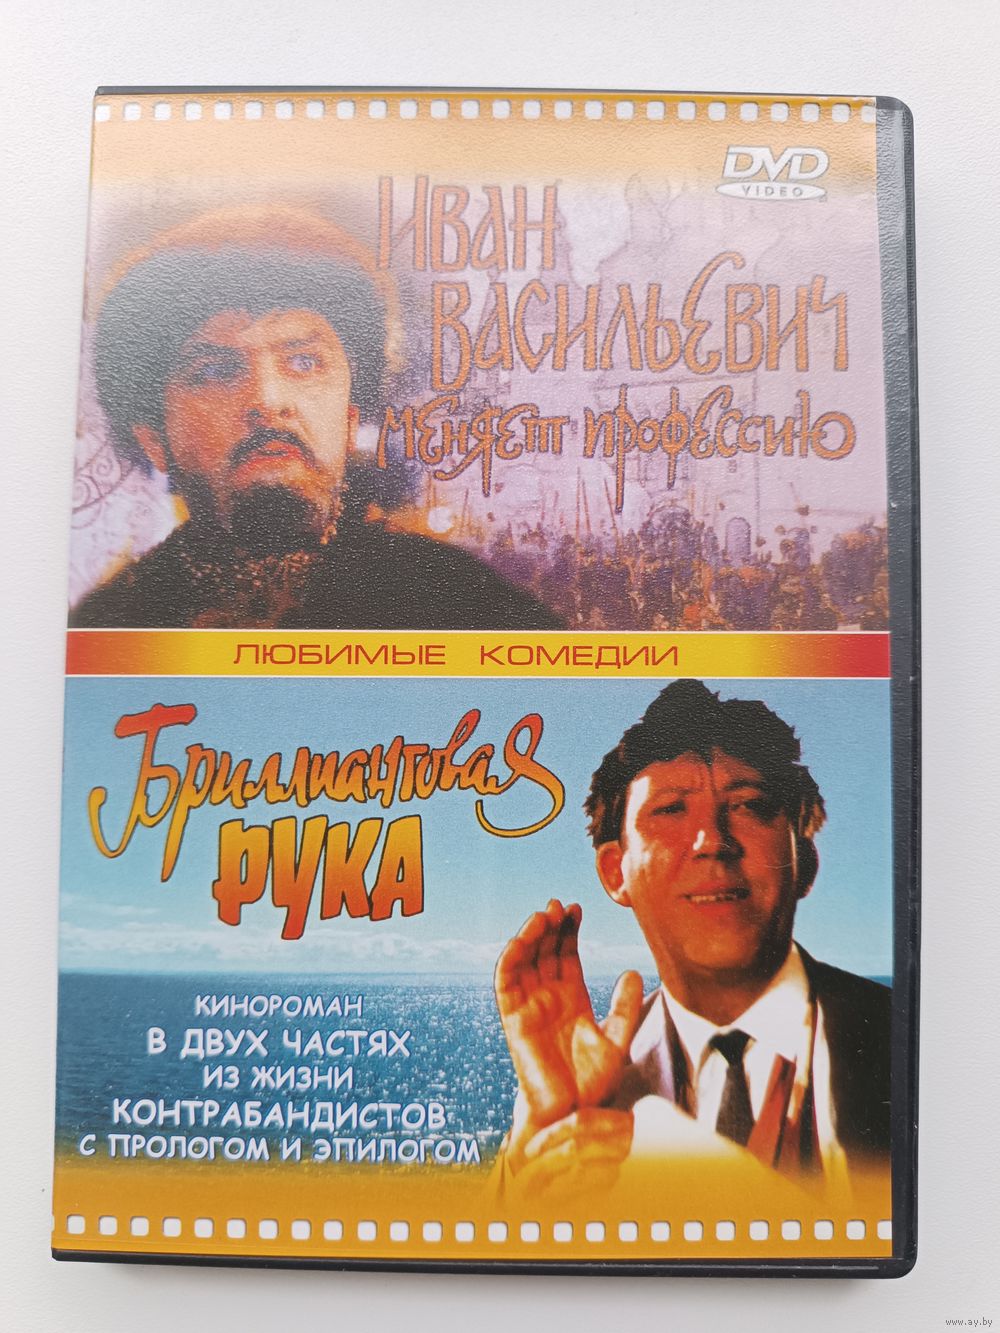 DVD
VIDEO
ИВАН
ВАСИЛЬЕВИЧ
МЕНЯЕТ ПРОФЕССИЮ
ЛЮБИМЫЕ КОМЕДИИ
Бриллиантовая
РУКА
КИНОРОМАН
В ДВУХ ЧАСТЯХ
ИЗ ЖИЗНИ
КОНТРАБАНДИСТОВ
С ПРОЛОГОМ И ЭПИЛОГОМ
www.ay.by